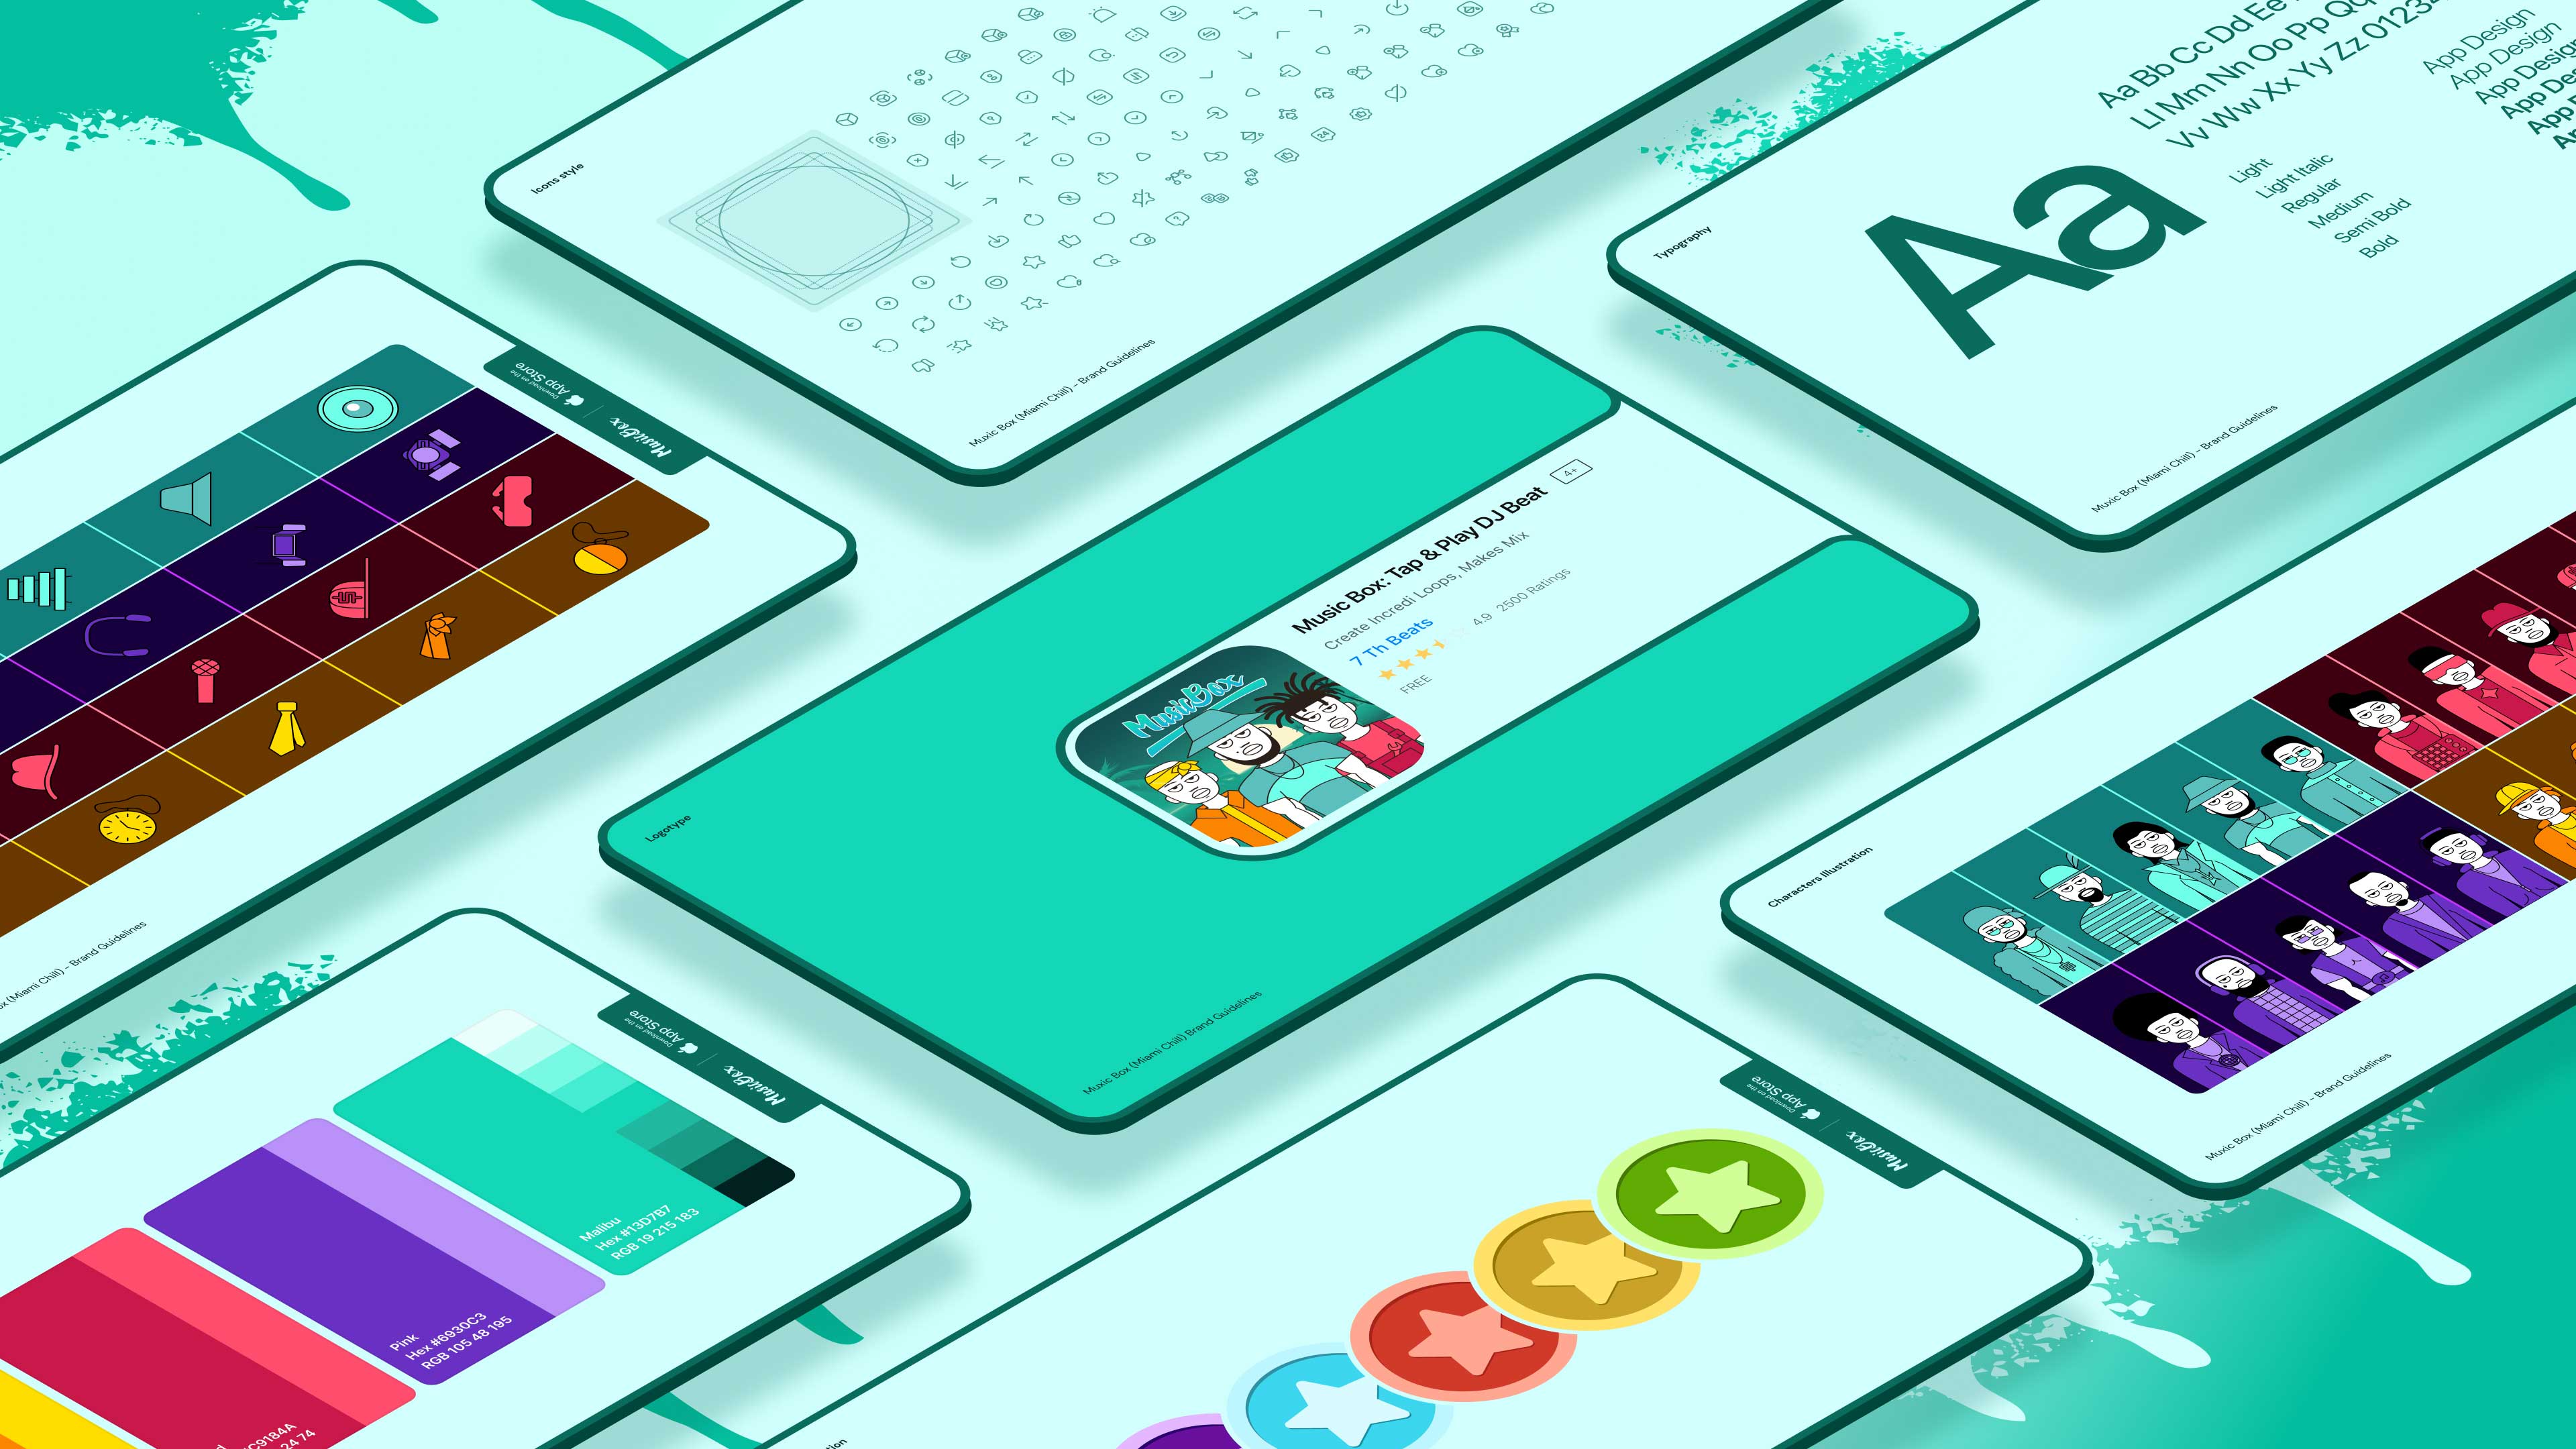 Icons style
Muxic Box (Miami Chill) – Brand Guidelines
Typography
Aa
Aa Bb Cc Dd Ee
Ll Mm Nn Oo Pp Qq
Vv Ww Xx Yy Zz 01234
Light
Light Italic
Regular
Medium
Semi Bold
Bold
App Design
App Design
App Design
App Des
App
Muxic Box (Miami Chill) – Brand Guidelines
Download on the
App Store
MusicBox
ox (Miami Chill) – Brand Guidelines
Logotype
MusicBox
Music Box: Tap & Play DJ Beat
4+
Create Incredi Loops, Makes Mix
7 Th Beats
4.9 2500 Ratings
FREE
Muxic Box (Miami Chill) Brand Guidelines
Characters Illustration
Muxic Box (Miami Chill) – Brand Guidelines
Download on the
App Store
MusicBox
Malibu
Hex #13D7B7
RGB 19 215 183
Pink
Hex #6930C3
RGB 105 48 195
C9184A
24 74
Download on the
App Store
MusicBox